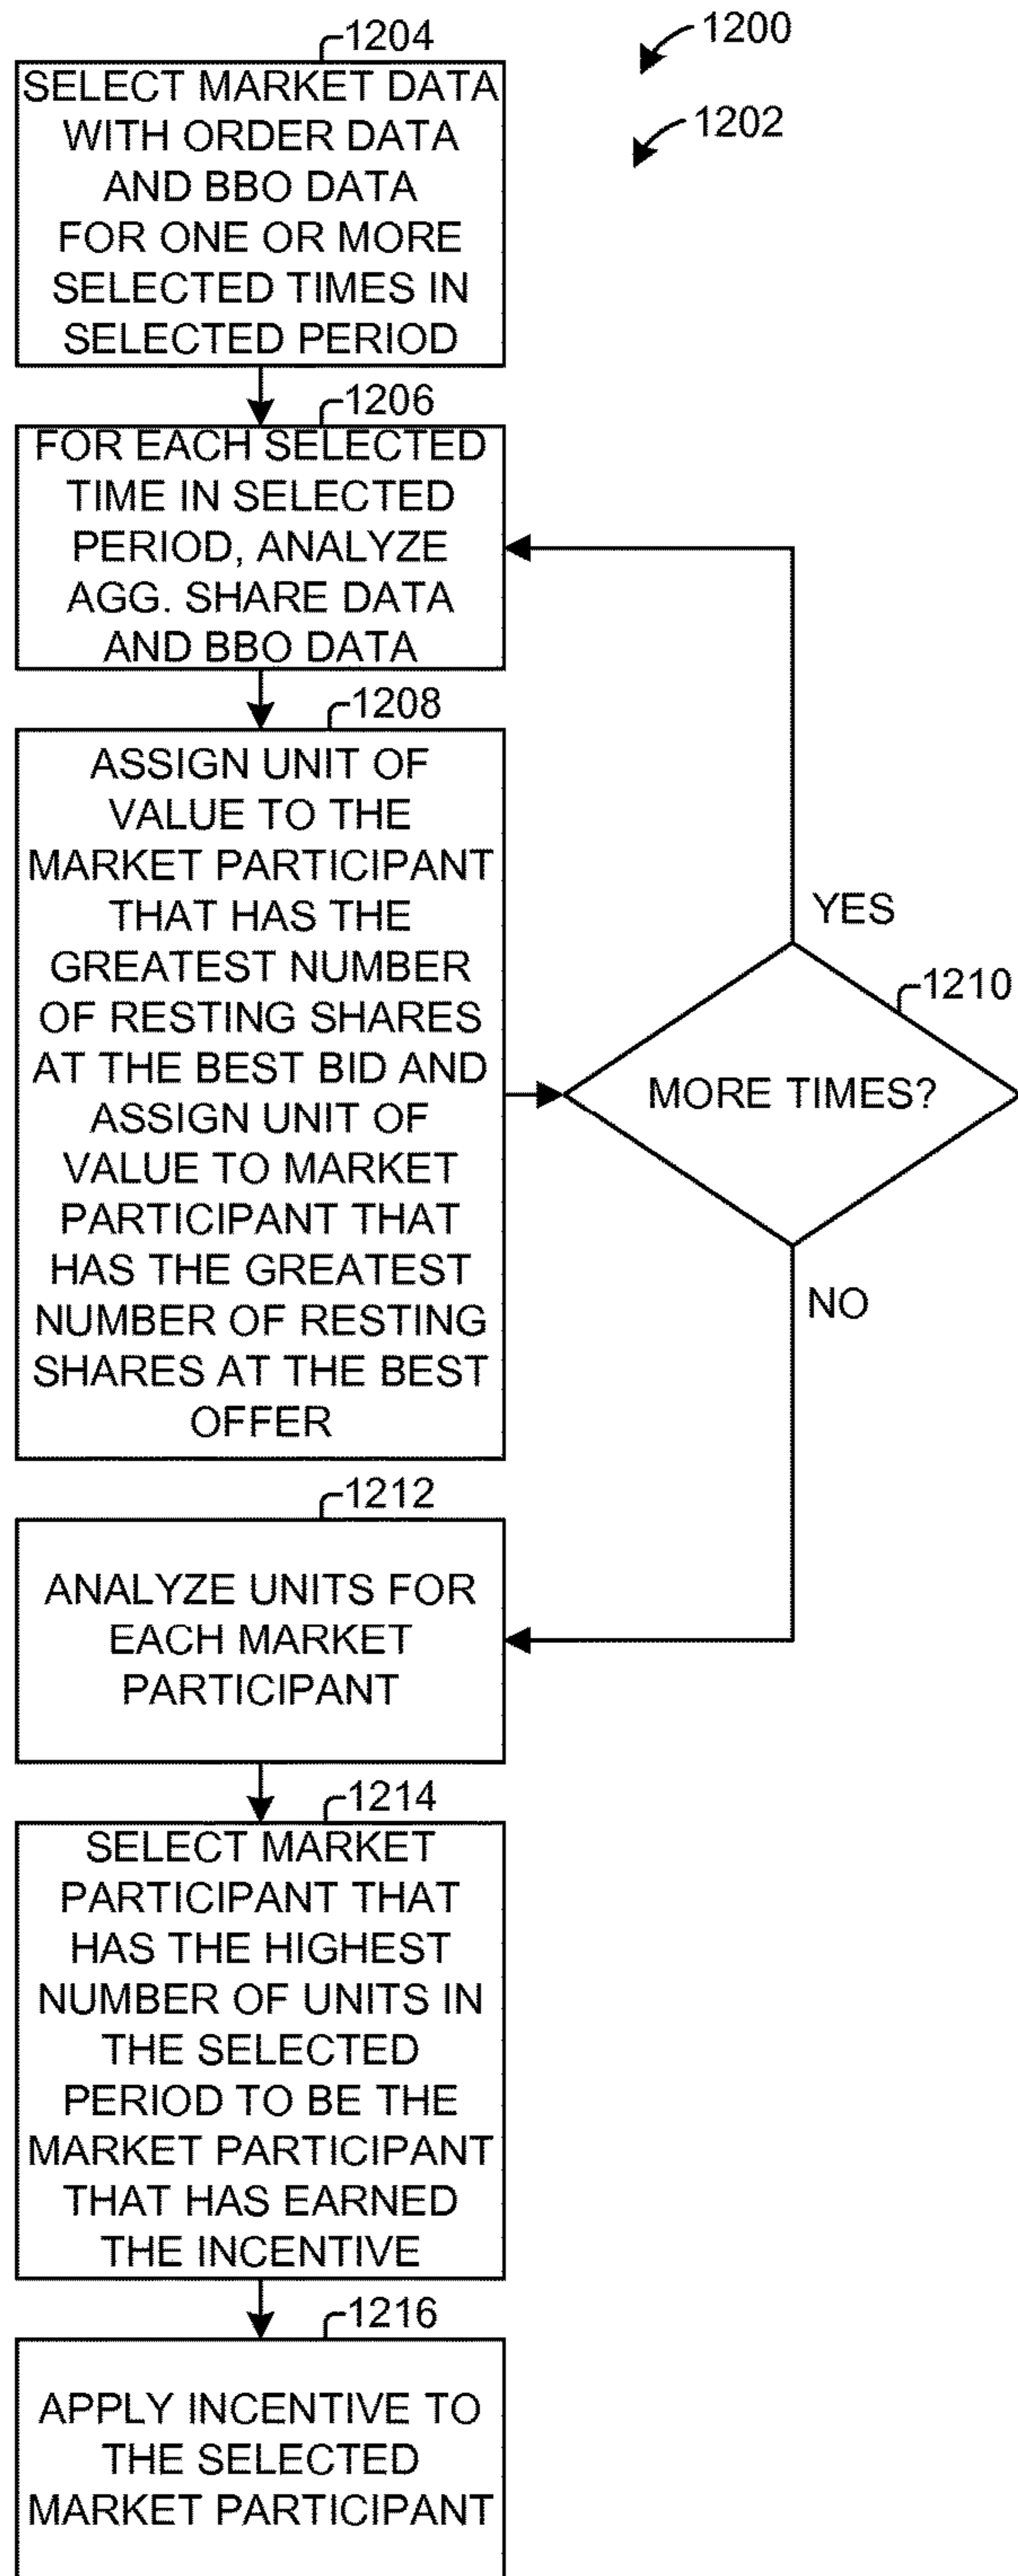 1200
1202
1204
SELECT MARKET DATA
WITH ORDER DATA
AND BBO DATA
FOR ONE OR MORE
SELECTED TIMES IN
SELECTED PERIOD
1206
FOR EACH SELECTED
TIME IN SELECTED
PERIOD, ANALYZE
AGG. SHARE DATA
AND BBO DATA
1208
ASSIGN UNIT OF
VALUE TO THE
MARKET PARTICIPANT
THAT HAS THE
GREATEST NUMBER
OF RESTING SHARES
AT THE BEST BID AND
ASSIGN UNIT OF
VALUE TO MARKET
PARTICIPANT THAT
HAS THE GREATEST
NUMBER OF RESTING
SHARES AT THE BEST
OFFER
YES
1210
MORE TIMES?
NO
1212
ANALYZE UNITS FOR
EACH MARKET
PARTICIPANT
1214
SELECT MARKET
PARTICIPANT THAT
HAS THE HIGHEST
NUMBER OF UNITS IN
THE SELECTED
PERIOD TO BE THE
MARKET PARTICIPANT
THAT HAS EARNED
THE INCENTIVE
1216
APPLY INCENTIVE TO
THE SELECTED
MARKET PARTICIPANT